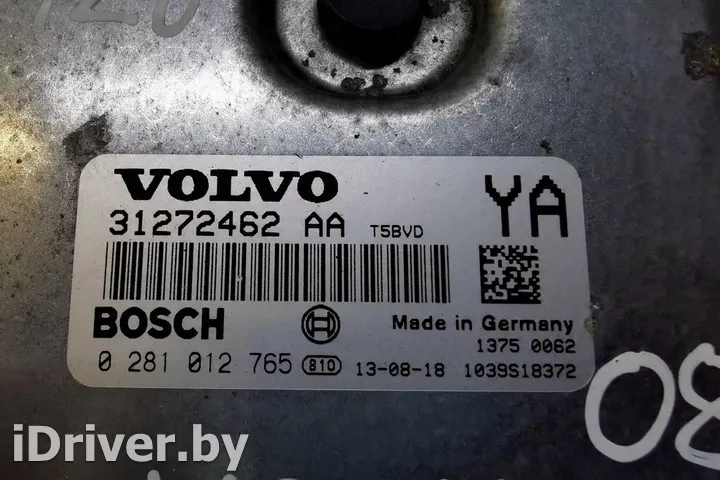 120
VOLVO
YA
31272462 AA T5BVD
BOSCH
Made in Germany
1375 0062
0 281 012 765 810 13-08-18 1039S18372
08
iDriver.by